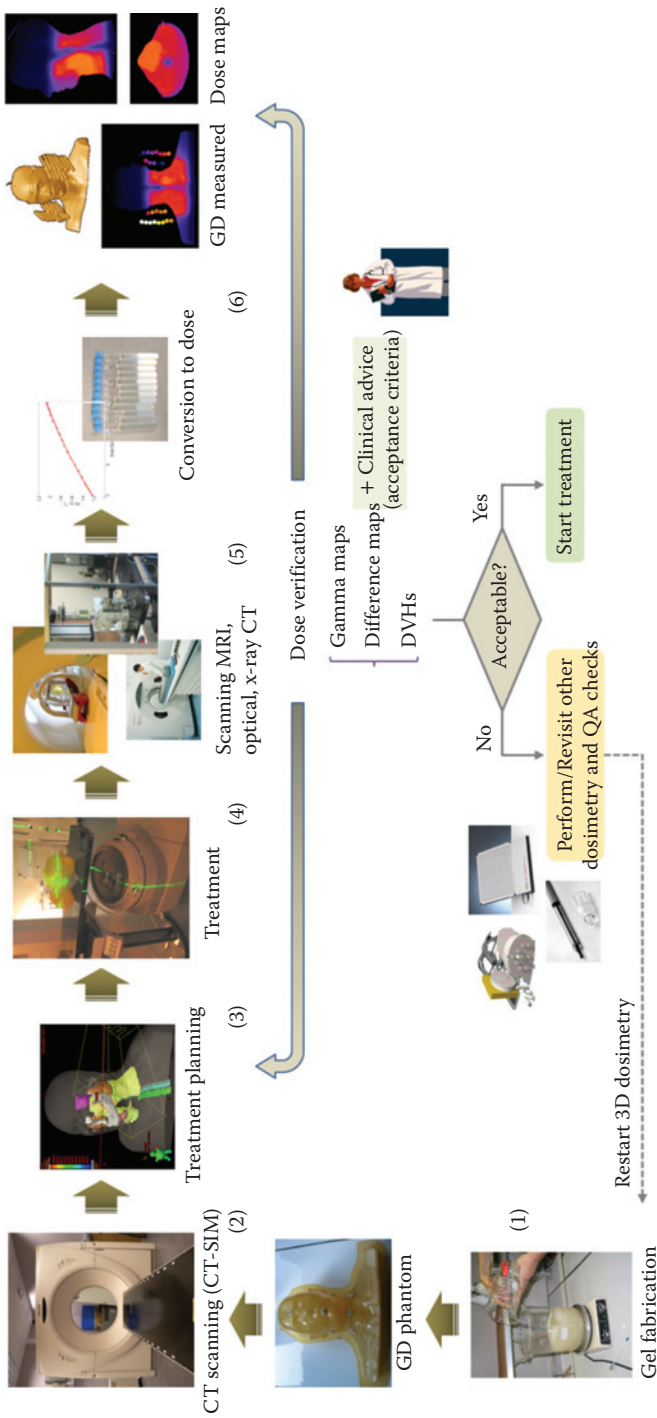 Gel fabrication
(1)
GD phantom
CT scanning (CT-SIM)
(2)
Treatment planning
(3)
Treatment
(4)
Scanning MRI,
optical, x-ray CT
(5)
Conversion to dose
(6)
GD measured
Dose maps
Dose verification
Gamma maps
Difference maps
DVHs
+ Clinical advice
(acceptance criteria)
Acceptable?
Yes
No
Start treatment
Perform/Revisit other
dosimetry and QA checks
Restart 3D dosimetry